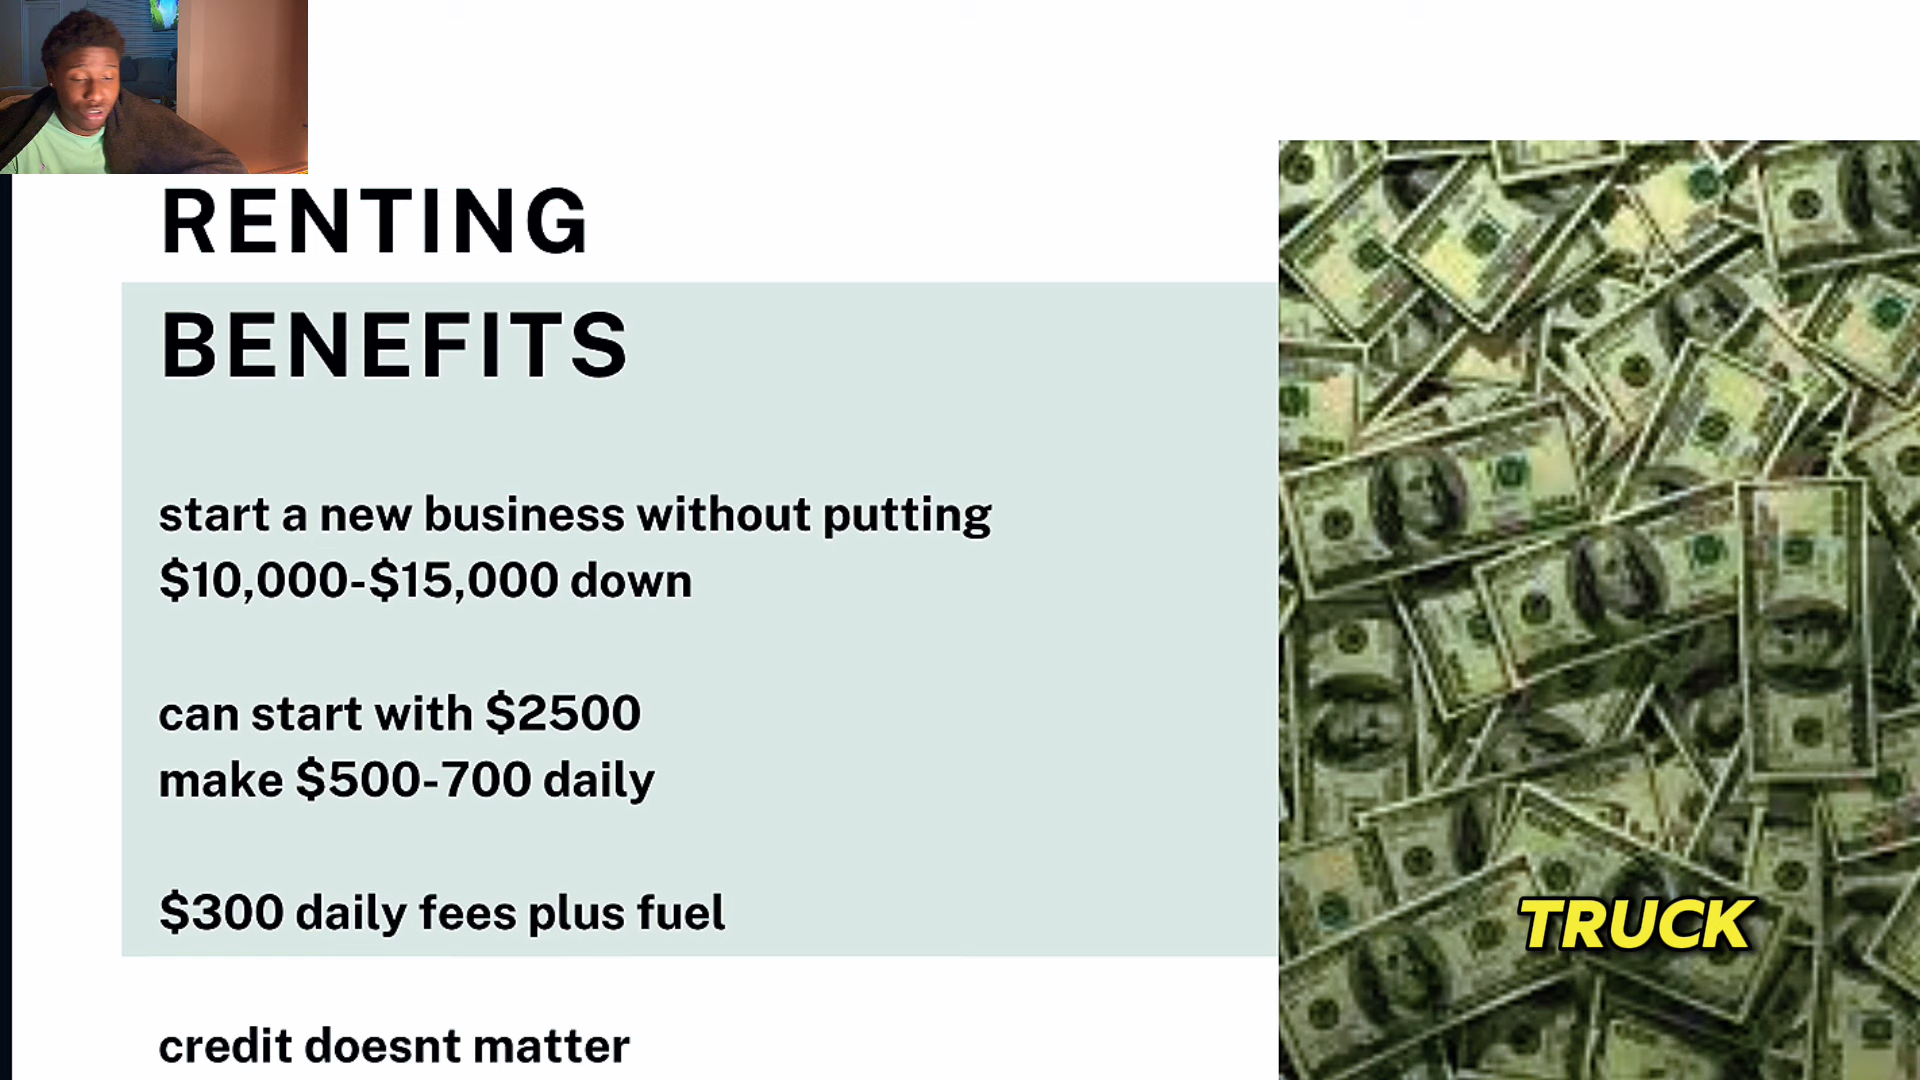 RENTING
BENEFITS
start a new business without putting
$10,000-$15,000 down
can start with $2500
make $500-700 daily
$300 daily fees plus fuel
TRUCK
credit doesnt matter